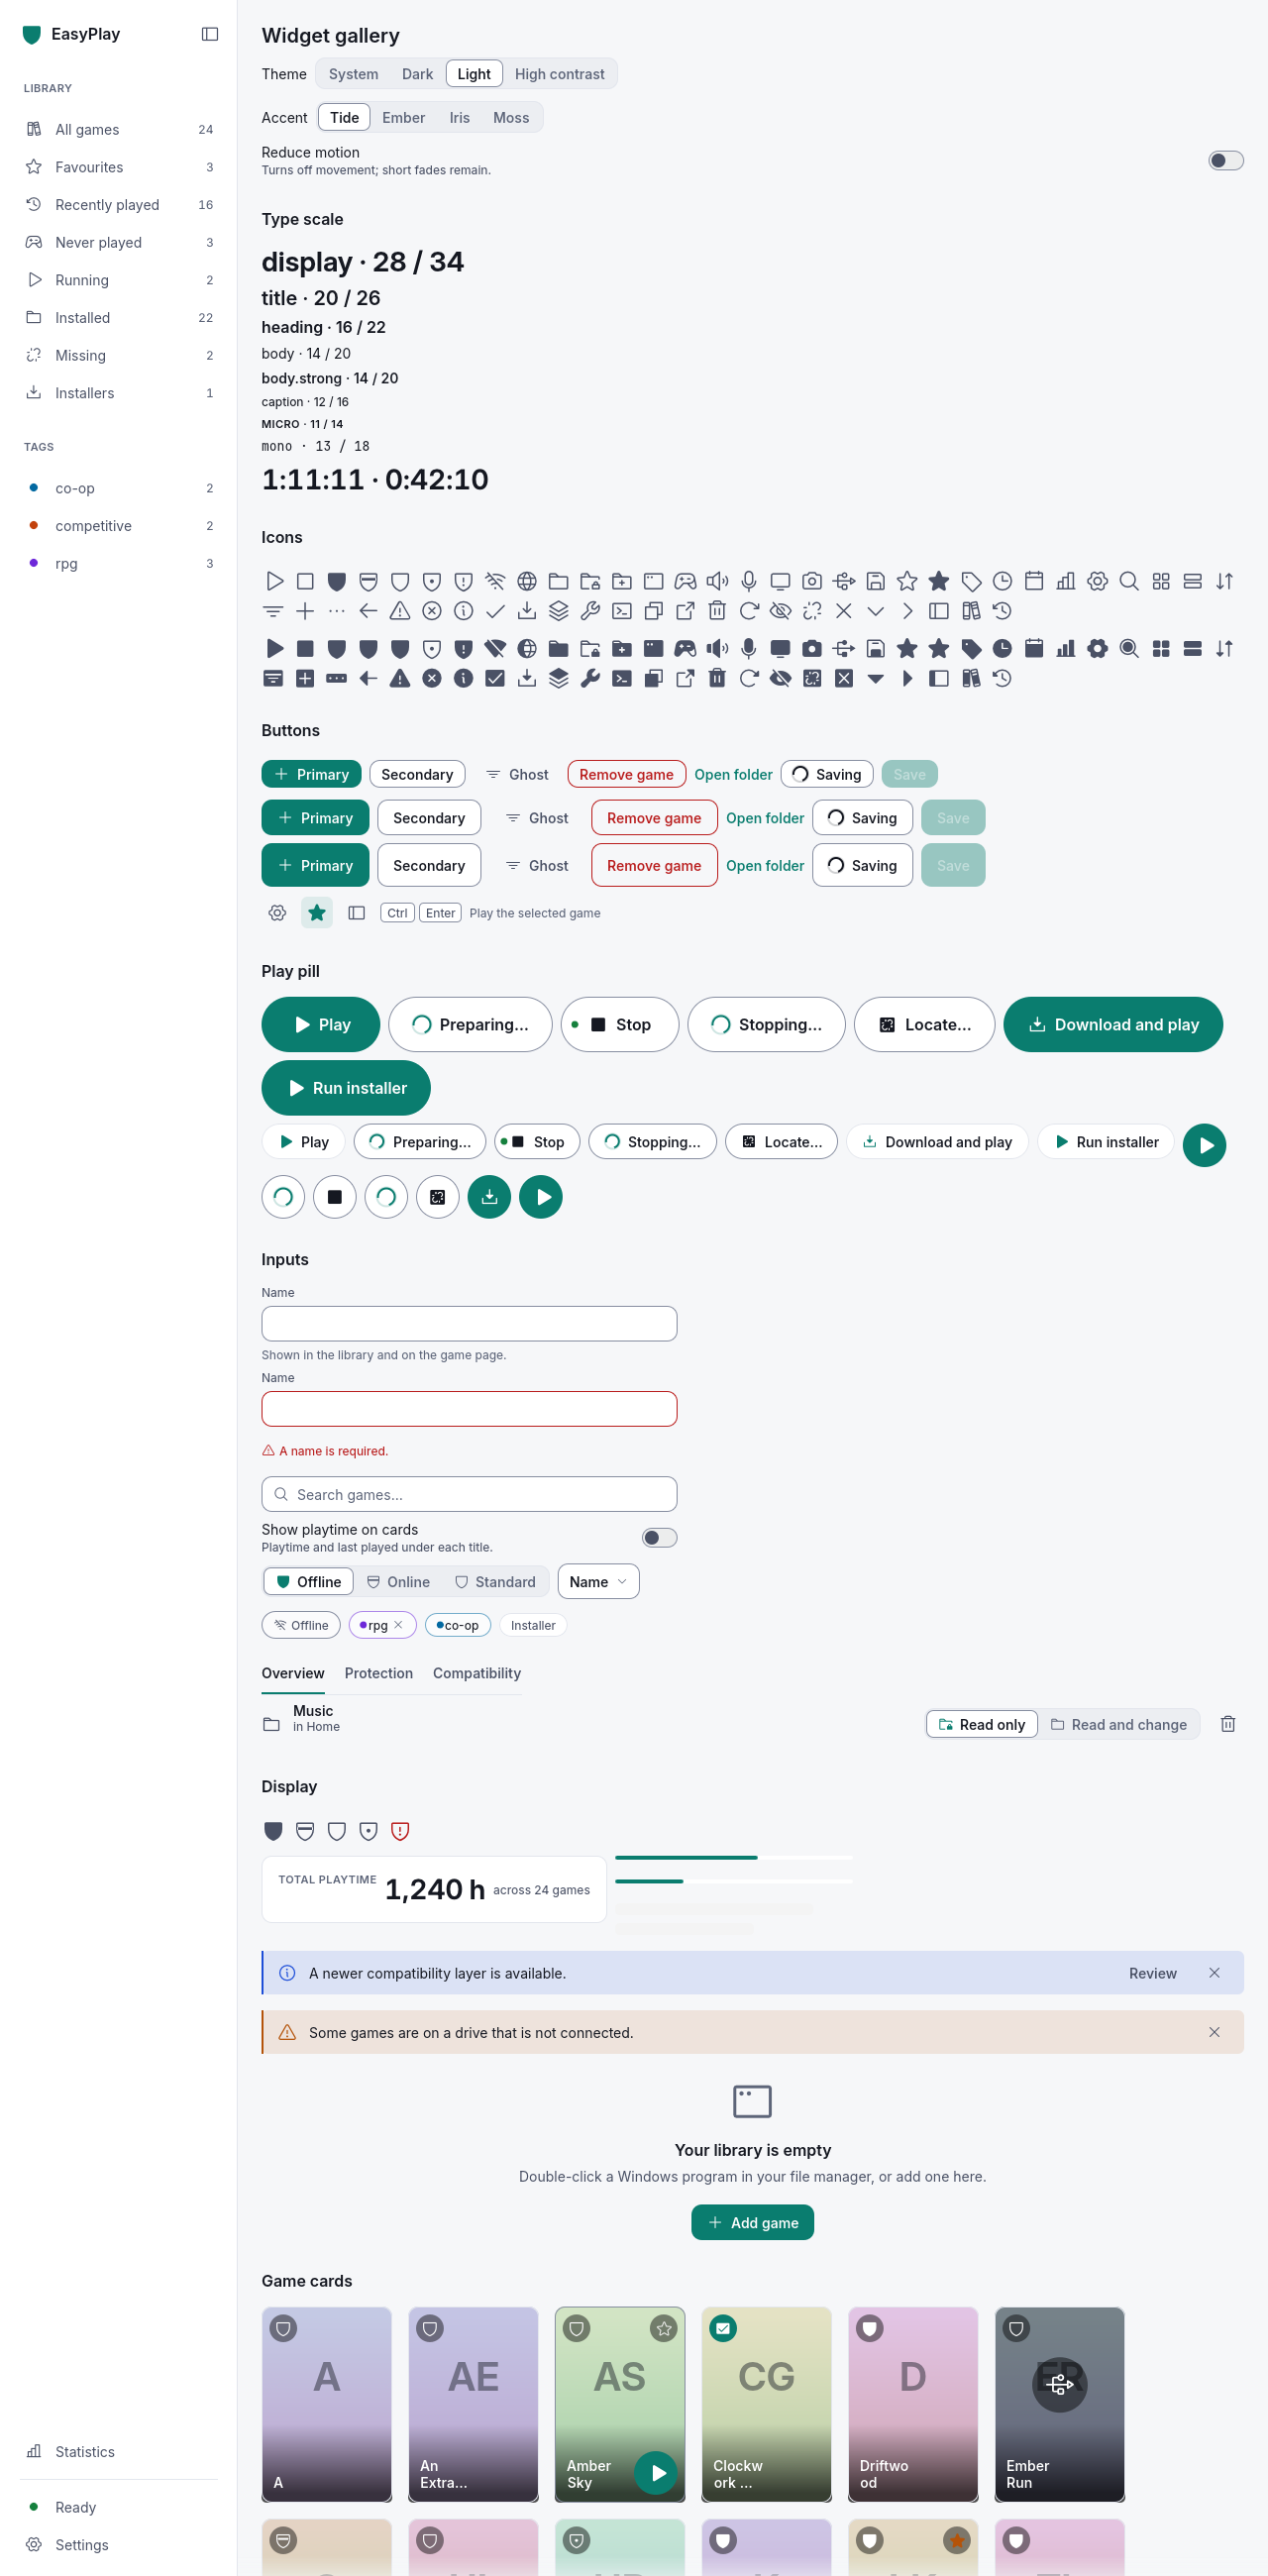 EasyPlay
LIBRARY
All games 24
Favourites 3
Recently played 16
Never played 3
Running 2
Installed 22
Missing 2
Installers 1
TAGS
co-op 2
competitive 2
rpg 3
Statistics
Ready
Settings
Widget gallery
Theme System Dark Light High contrast
Accent Tide Ember Iris Moss
Reduce motion
Turns off movement; short fades remain.
Type scale
display · 28 / 34
title · 20 / 26
heading · 16 / 22
body · 14 / 20
body.strong · 14 / 20
caption · 12 / 16
MICRO · 11 / 14
mono · 13 / 18
1:11:11 · 0:42:10
Icons
Buttons
Primary Secondary Ghost Remove game Open folder Saving Save
Primary Secondary Ghost Remove game Open folder Saving Save
Primary Secondary Ghost Remove game Open folder Saving Save
Ctrl Enter Play the selected game
Play pill
Play Preparing... Stop Stopping... Locate... Download and play
Run installer
Play Preparing... Stop Stopping... Locate... Download and play Run installer
Inputs
Name
Shown in the library and on the game page.
Name
A name is required.
Search games...
Show playtime on cards
Playtime and last played under each title.
Offline Online Standard Name
Offline rpg co-op Installer
Overview Protection Compatibility
Music
in Home
Read only Read and change
Display
TOTAL PLAYTIME 1,240 h across 24 games
A newer compatibility layer is available. Review
Some games are on a drive that is not connected.
Your library is empty
Double-click a Windows program in your file manager, or add one here.
Add game
Game cards
A AE AS CG D ER
A
An
Extra...
Amber
Sky
Clockw
ork ...
Driftwo
od
Ember
Run